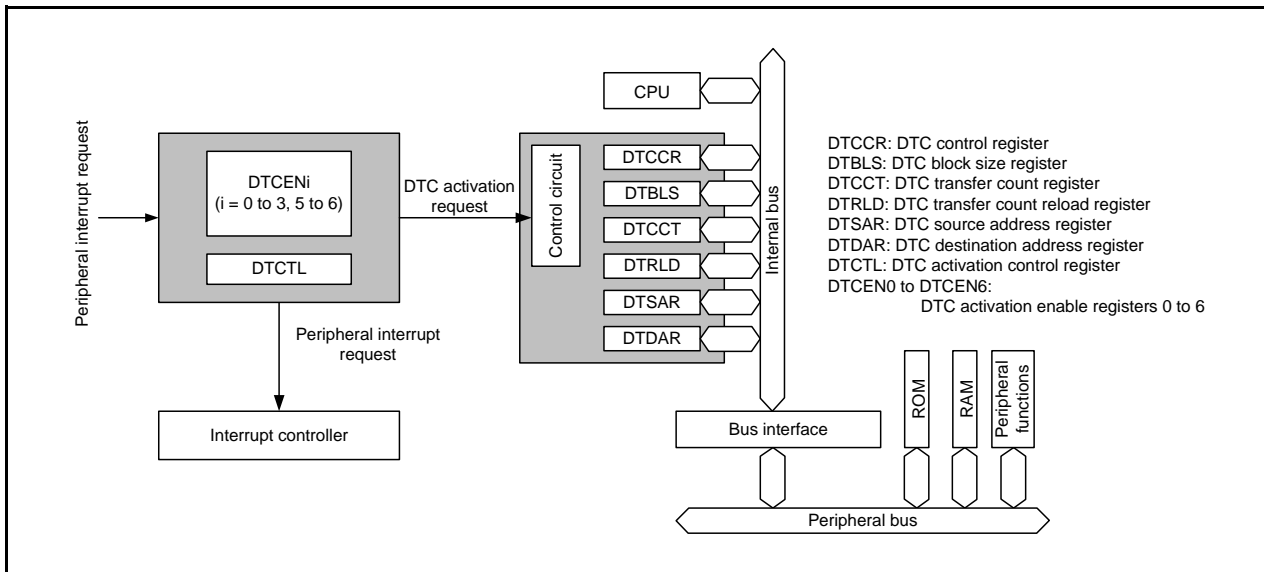 Peripheral interrupt request
DTCENi
(i = 0 to 3, 5 to 6)
DTCTL
DTC activation
request
Peripheral interrupt
request
Interrupt controller
Control circuit
CPU
DTCCR
DTBLS
DTCCT
DTRLD
DTSAR
DTDAR
Internal bus
DTCCR: DTC control register
DTBLS: DTC block size register
DTCCT: DTC transfer count register
DTRLD: DTC transfer count reload register
DTSAR: DTC source address register
DTDAR: DTC destination address register
DTCTL: DTC activation control register
DTCEN0 to DTCEN6:
DTC activation enable registers 0 to 6
Bus interface
ROM
RAM
Peripheral
functions
Peripheral bus